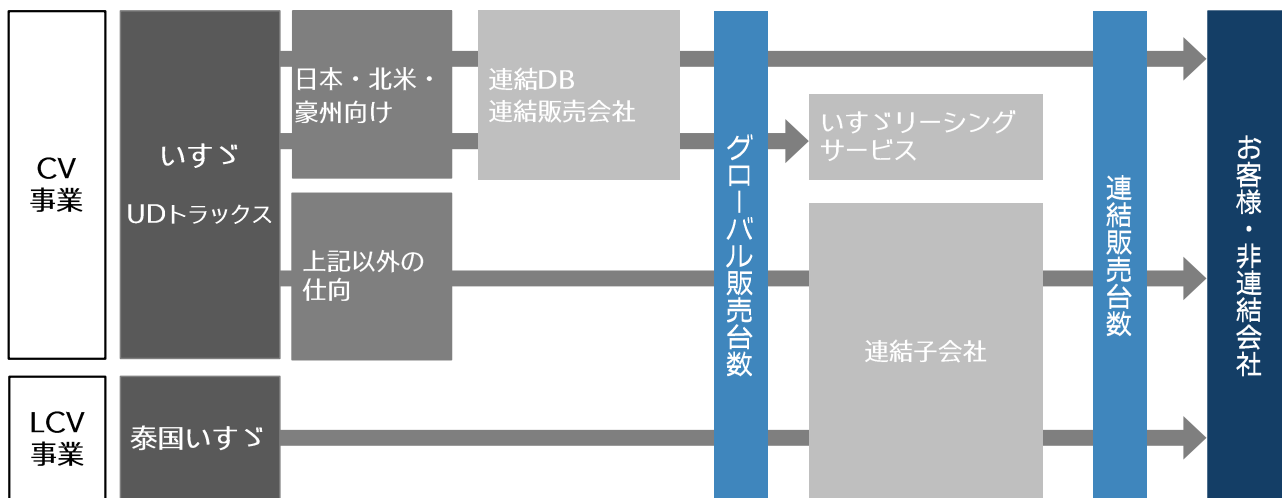 CV
事業
いすゞ
UDトラックス
日本・北米・
豪州向け
連結DB
連結販売会社
グローバル販売台数
いすゞリーシング
サービス
連結販売台数
お客様・非連結会社
上記以外の
仕向
連結子会社
LCV
事業
泰国いすゞ